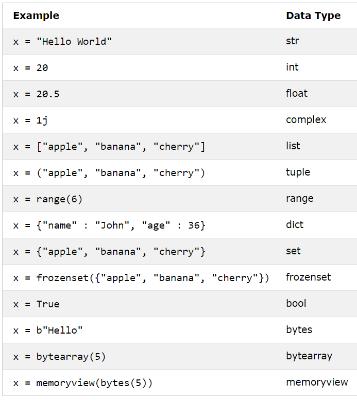 Example Data Type
x = "Hello World" str
x = 20 int
x = 20.5 float
x = 1j complex
x = ["apple", "banana", "cherry"] list
x = ("apple", "banana", "cherry") tuple
x = range(6) range
x = {"name" : "John", "age" : 36} dict
x = {"apple", "banana", "cherry"} set
x = frozenset({"apple", "banana", "cherry"}) frozenset
x = True bool
x = b"Hello" bytes
x = bytearray(5) bytearray
x = memoryview(bytes(5)) memoryview